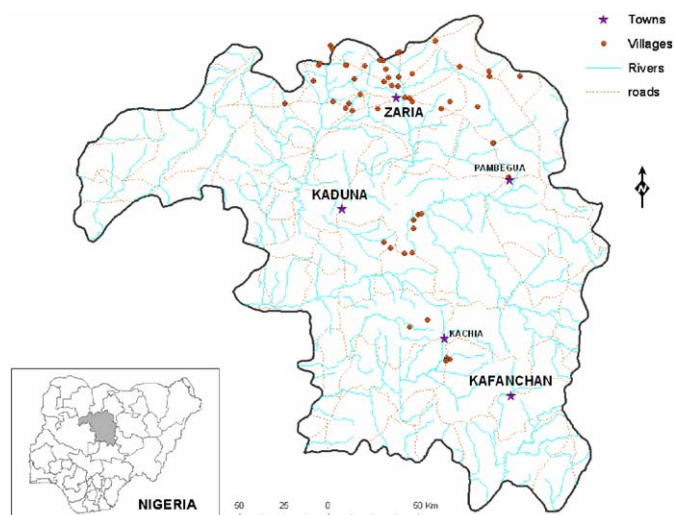 Towns
Villages
Rivers
roads
ZARIA
PAMBEGUA
KADUNA
N
KACHIA
KAFANCHAN
NIGERIA
50 25 0 50 Km